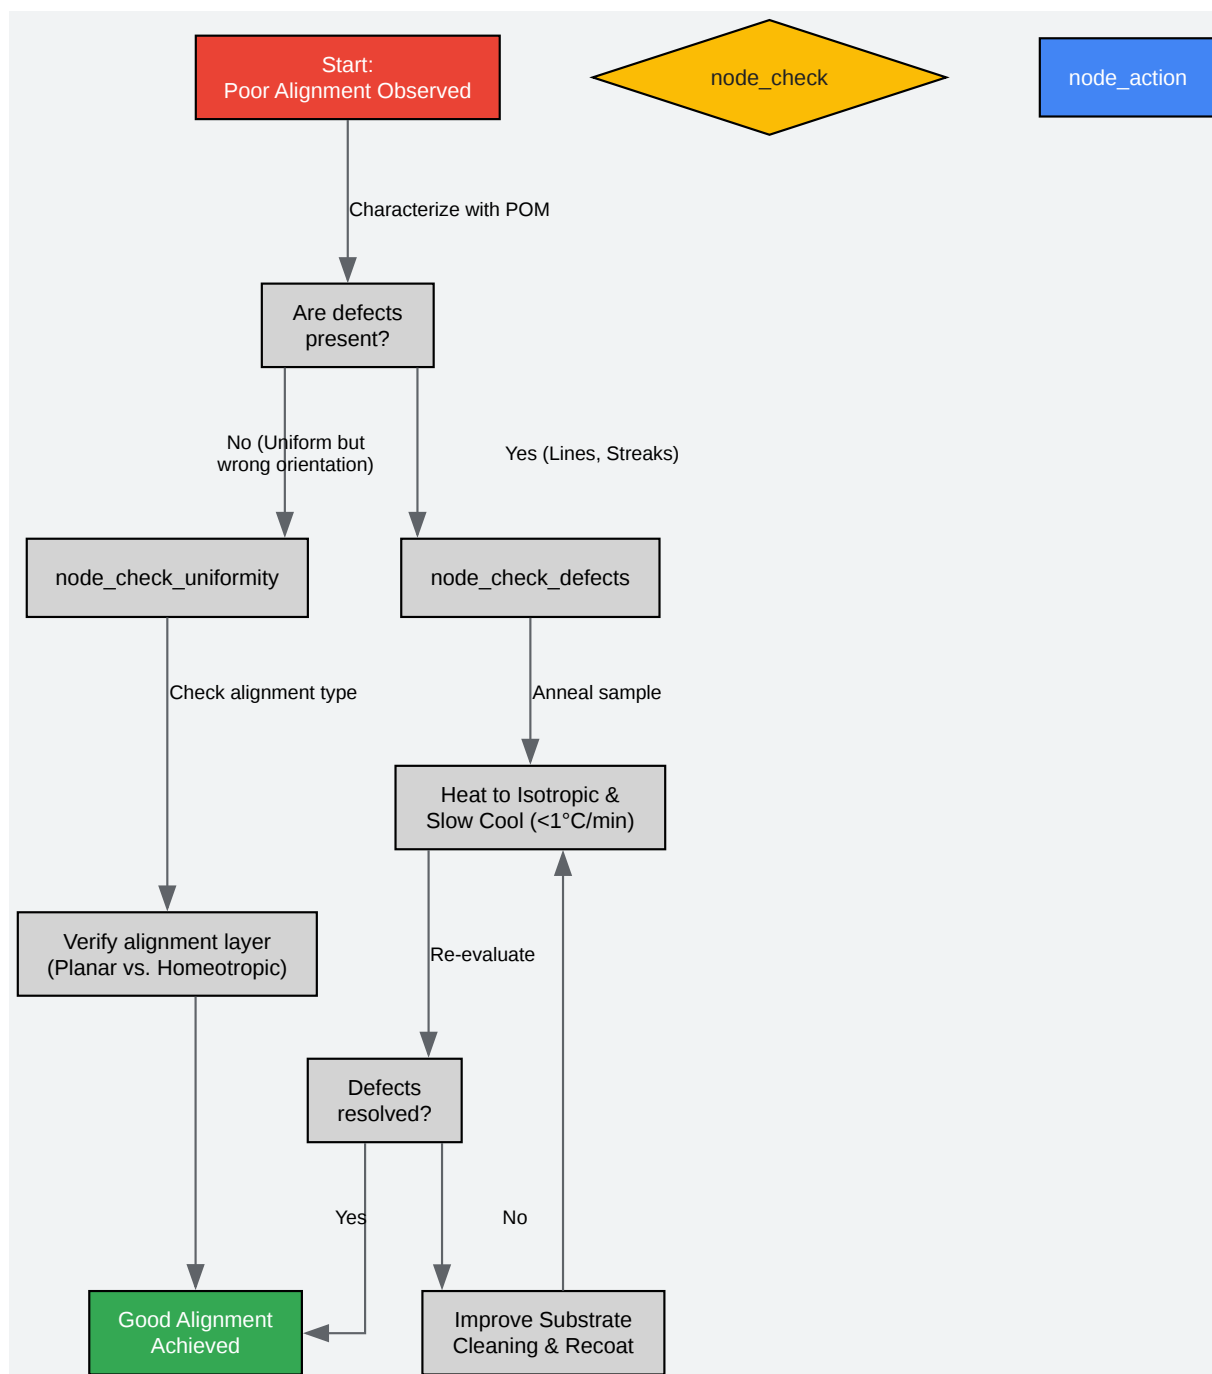 Start:
Poor Alignment Observed
node_check
node_action
Characterize with POM
Are defects
present?
No (Uniform but
wrong orientation)
Yes (Lines, Streaks)
node_check_uniformity
node_check_defects
Check alignment type
Anneal sample
Heat to Isotropic &
Slow Cool (<1°C/min)
Verify alignment layer
(Planar vs. Homeotropic)
Re-evaluate
Defects
resolved?
Yes
No
Good Alignment
Achieved
Improve Substrate
Cleaning & Recoat